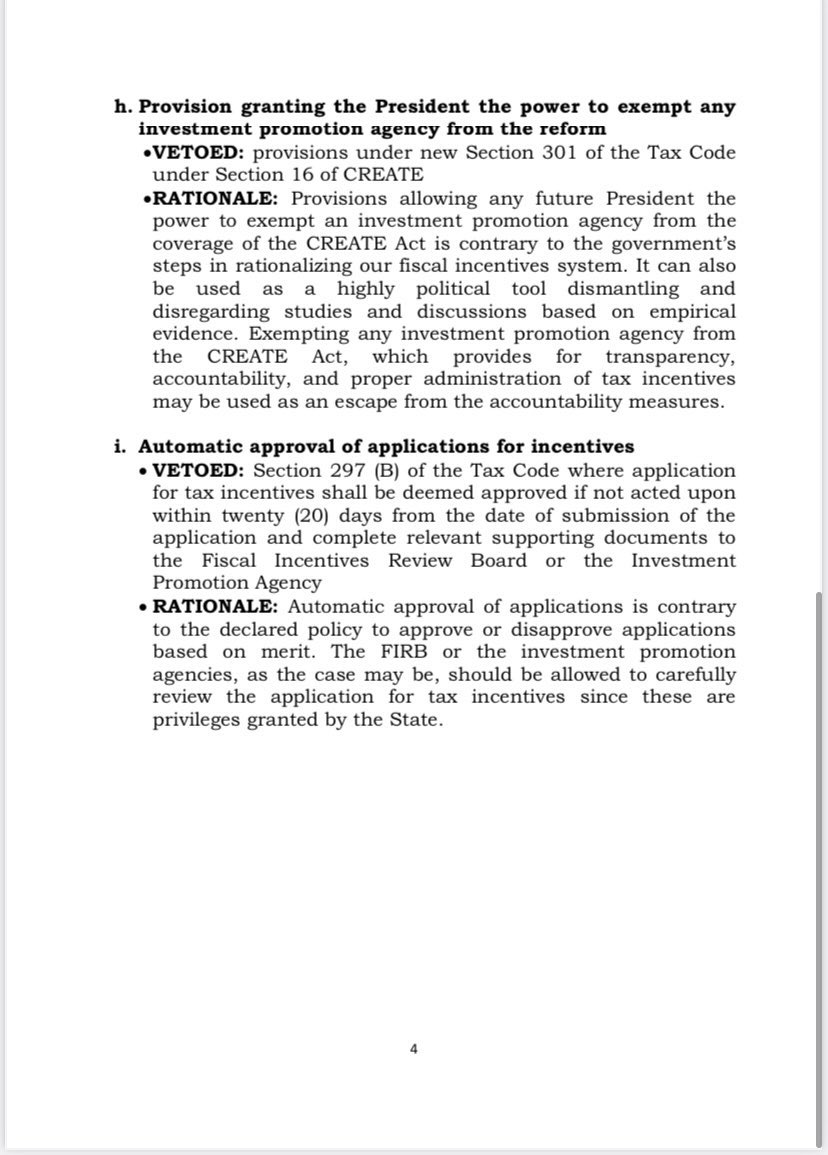 h. Provision granting the President the power to exempt any
investment promotion agency from the reform
•VETOED: provisions under new Section 301 of the Tax Code
under Section 16 of CREATE
•RATIONALE: Provisions allowing any future President the
power to exempt an investment promotion agency from the
coverage of the CREATE Act is contrary to the government’s
steps in rationalizing our fiscal incentives system. It can also
be used as a highly political tool dismantling and
disregarding studies and discussions based on empirical
evidence. Exempting any investment promotion agency from
the CREATE Act, which provides for transparency,
accountability, and proper administration of tax incentives
may be used as an escape from the accountability measures.
i. Automatic approval of applications for incentives
• VETOED: Section 297 (B) of the Tax Code where application
for tax incentives shall be deemed approved if not acted upon
within twenty (20) days from the date of submission of the
application and complete relevant supporting documents to
the Fiscal Incentives Review Board or the Investment
Promotion Agency
• RATIONALE: Automatic approval of applications is contrary
to the declared policy to approve or disapprove applications
based on merit. The FIRB or the investment promotion
agencies, as the case may be, should be allowed to carefully
review the application for tax incentives since these are
privileges granted by the State.
4